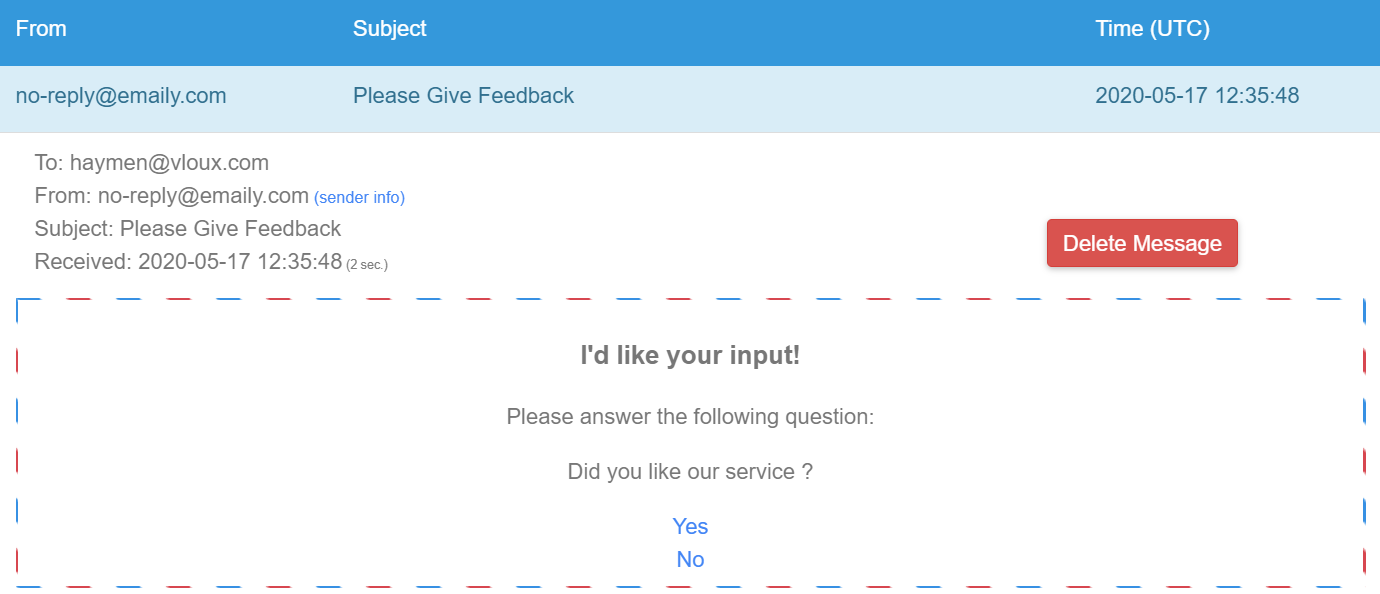 From Subject Time (UTC)
no-reply@emaily.com Please Give Feedback 2020-05-17 12:35:48
To: haymen@vloux.com
From: no-reply@emaily.com (sender info)
Subject: Please Give Feedback
Received: 2020-05-17 12:35:48 (2 sec.)
Delete Message
I'd like your input!
Please answer the following question:
Did you like our service ?
Yes
No